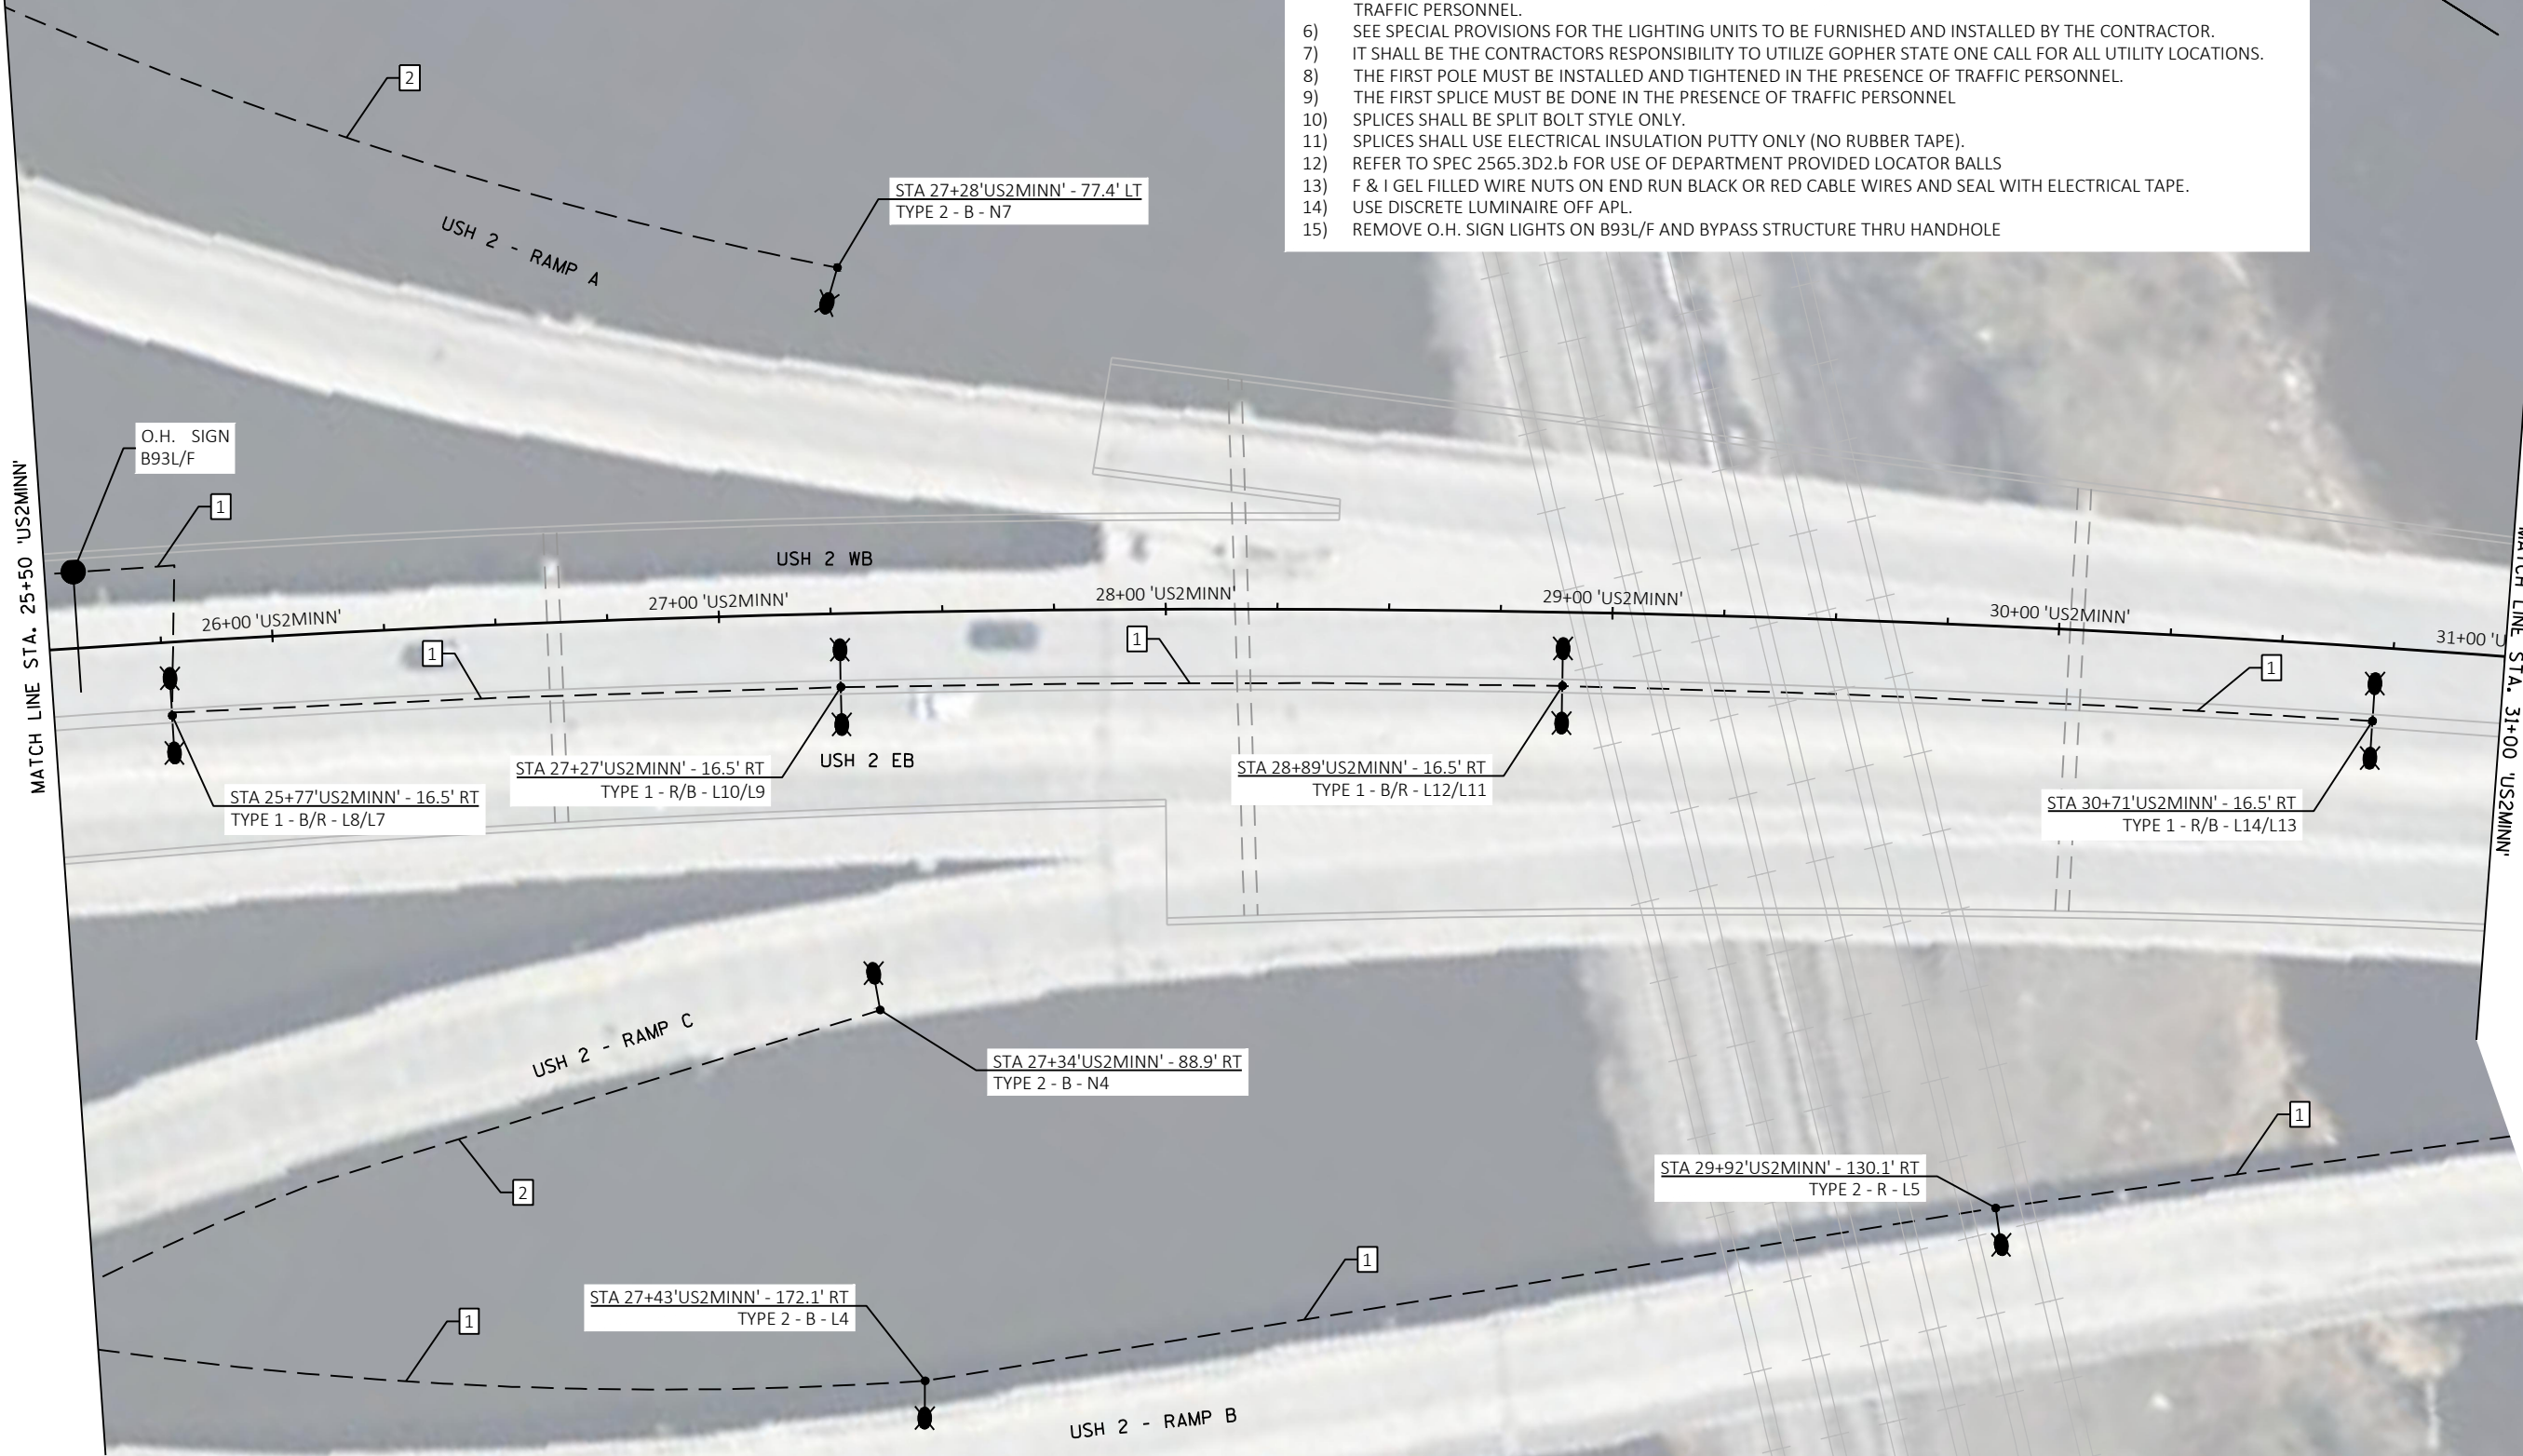 TRAFFIC PERSONNEL.
6) SEE SPECIAL PROVISIONS FOR THE LIGHTING UNITS TO BE FURNISHED AND INSTALLED BY THE CONTRACTOR.
7) IT SHALL BE THE CONTRACTORS RESPONSIBILITY TO UTILIZE GOPHER STATE ONE CALL FOR ALL UTILITY LOCATIONS.
8) THE FIRST POLE MUST BE INSTALLED AND TIGHTENED IN THE PRESENCE OF TRAFFIC PERSONNEL.
9) THE FIRST SPLICE MUST BE DONE IN THE PRESENCE OF TRAFFIC PERSONNEL
10) SPLICES SHALL BE SPLIT BOLT STYLE ONLY.
11) SPLICES SHALL USE ELECTRICAL INSULATION PUTTY ONLY (NO RUBBER TAPE).
12) REFER TO SPEC 2565.3D2.b FOR USE OF DEPARTMENT PROVIDED LOCATOR BALLS
13) F & I GEL FILLED WIRE NUTS ON END RUN BLACK OR RED CABLE WIRES AND SEAL WITH ELECTRICAL TAPE.
14) USE DISCRETE LUMINAIRE OFF APL.
15) REMOVE O.H. SIGN LIGHTS ON B93L/F AND BYPASS STRUCTURE THRU HANDHOLE
2
STA 27+28'US2MINN' - 77.4' LT
TYPE 2 - B - N7
USH 2 - RAMP A
O.H. SIGN
B93L/F
1
MATCH LINE STA. 25+50 'US2MINN'
USH 2 WB
26+00 'US2MINN'
27+00 'US2MINN'
28+00 'US2MINN'
29+00 'US2MINN'
30+00 'US2MINN'
31+00 'U
MATCH LINE STA. 31+00 'US2MINN'
1
1
1
STA 25+77'US2MINN' - 16.5' RT
TYPE 1 - B/R - L8/L7
STA 27+27'US2MINN' - 16.5' RT
TYPE 1 - R/B - L10/L9
USH 2 EB
STA 28+89'US2MINN' - 16.5' RT
TYPE 1 - B/R - L12/L11
STA 30+71'US2MINN' - 16.5' RT
TYPE 1 - R/B - L14/L13
USH 2 - RAMP C
STA 27+34'US2MINN' - 88.9' RT
TYPE 2 - B - N4
2
STA 29+92'US2MINN' - 130.1' RT
TYPE 2 - R - L5
1
1
STA 27+43'US2MINN' - 172.1' RT
TYPE 2 - B - L4
1
USH 2 - RAMP B